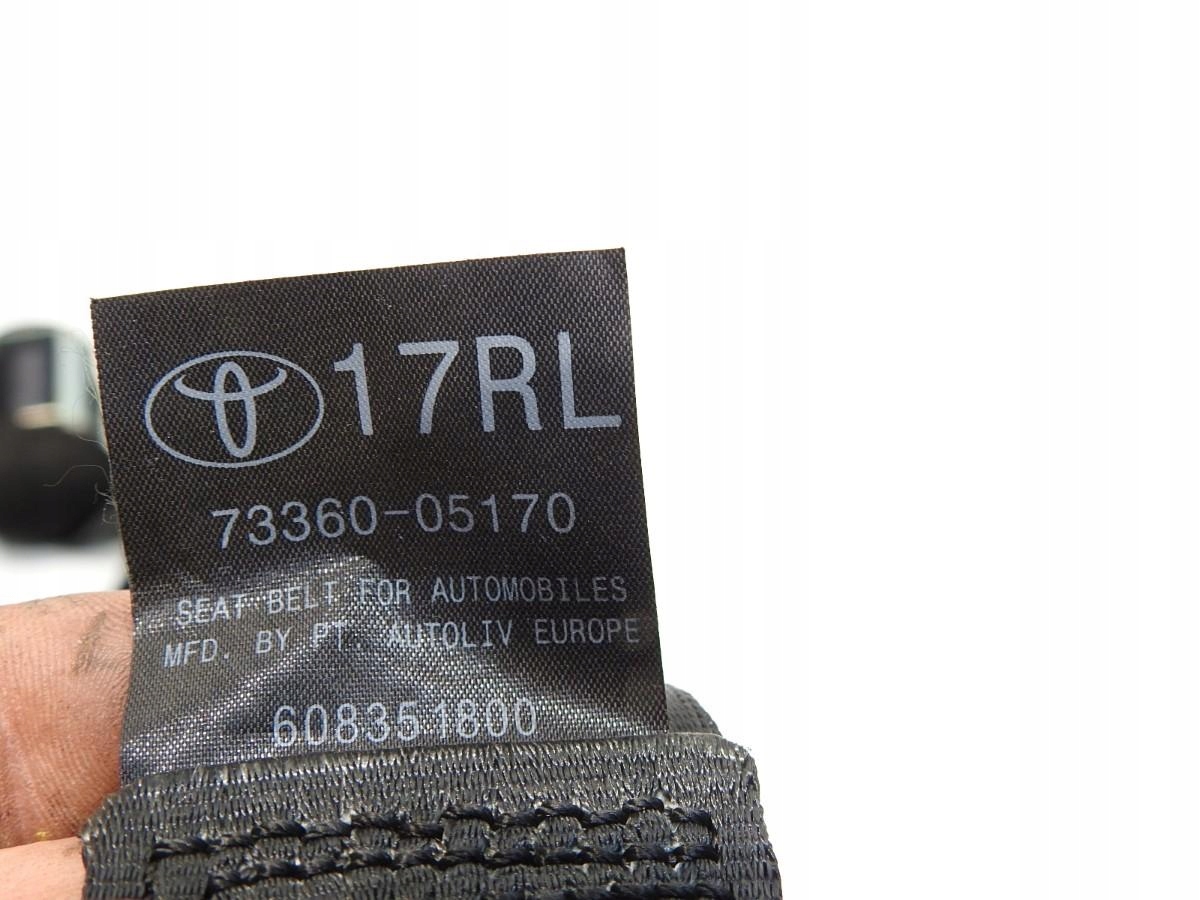 17RL
73360-05170
SEAT BELT FOR AUTOMOBILES
MFD. BY PT. AUTOLIV EUROPE
608351800